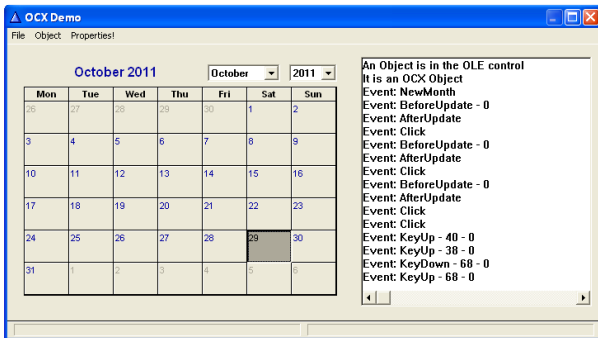 OCX Demo
File Object Properties!
October 2011 October 2011
Mon Tue Wed Thu Fri Sat Sun
26 27 28 29 30 1 2
3 4 5 6 7 8 9
10 11 12 13 14 15 16
17 18 19 20 21 22 23
24 25 26 27 28 29 30
31 1 2 3 4 5 6
An Object is in the OLE control
It is an OCX Object
Event: NewMonth
Event: BeforeUpdate - 0
Event: AfterUpdate
Event: Click
Event: BeforeUpdate - 0
Event: AfterUpdate
Event: Click
Event: BeforeUpdate - 0
Event: AfterUpdate
Event: Click
Event: Click
Event: KeyUp - 40 - 0
Event: KeyUp - 38 - 0
Event: KeyDown - 68 - 0
Event: KeyUp - 68 - 0